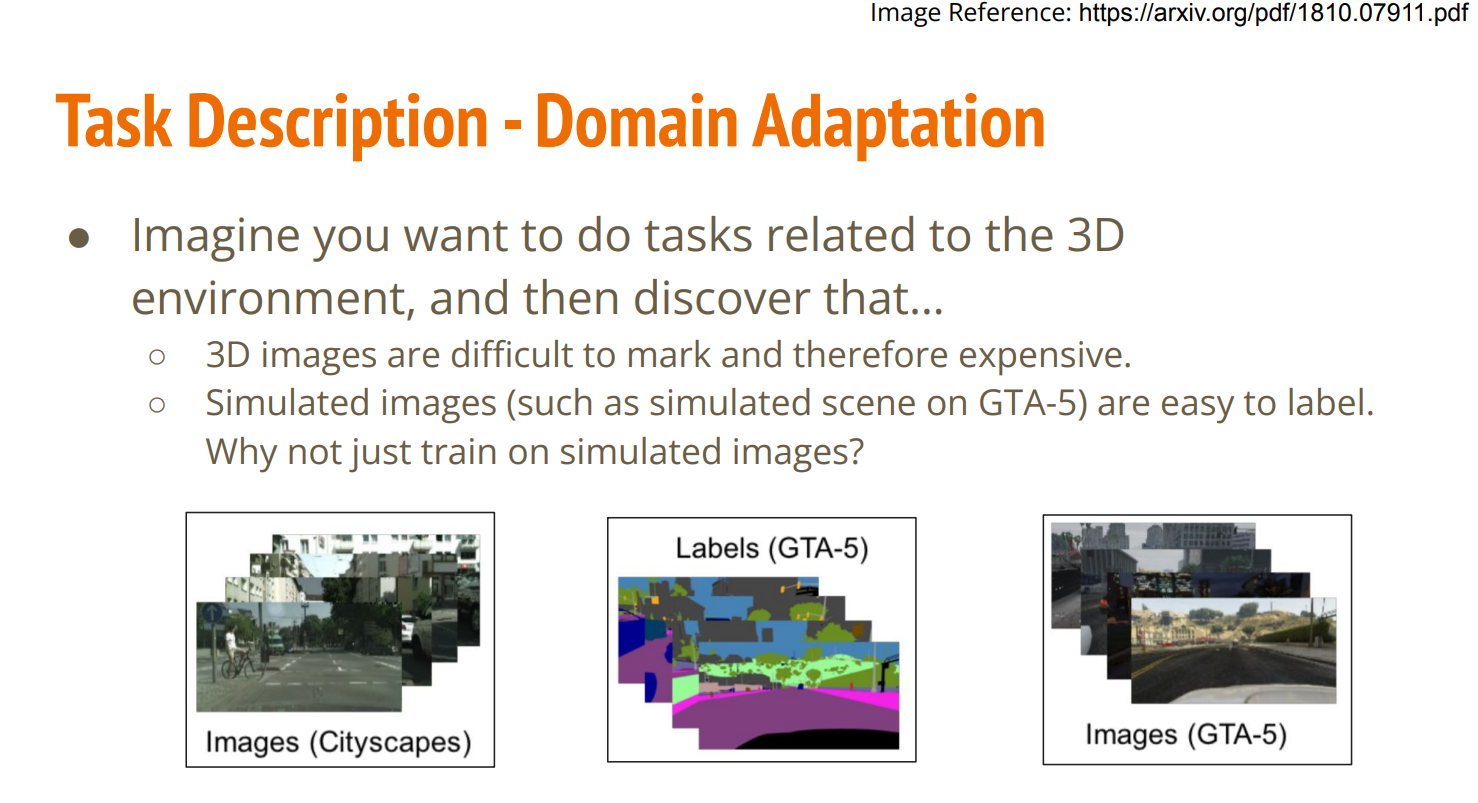 Image Reference: https://arxiv.org/pdf/1810.07911.pdf
Task Description - Domain Adaptation
● Imagine you want to do tasks related to the 3D
environment, and then discover that...
○ 3D images are difficult to mark and therefore expensive.
○ Simulated images (such as simulated scene on GTA-5) are easy to label.
Why not just train on simulated images?
Images (Cityscapes)
Labels (GTA-5)
Images (GTA-5)